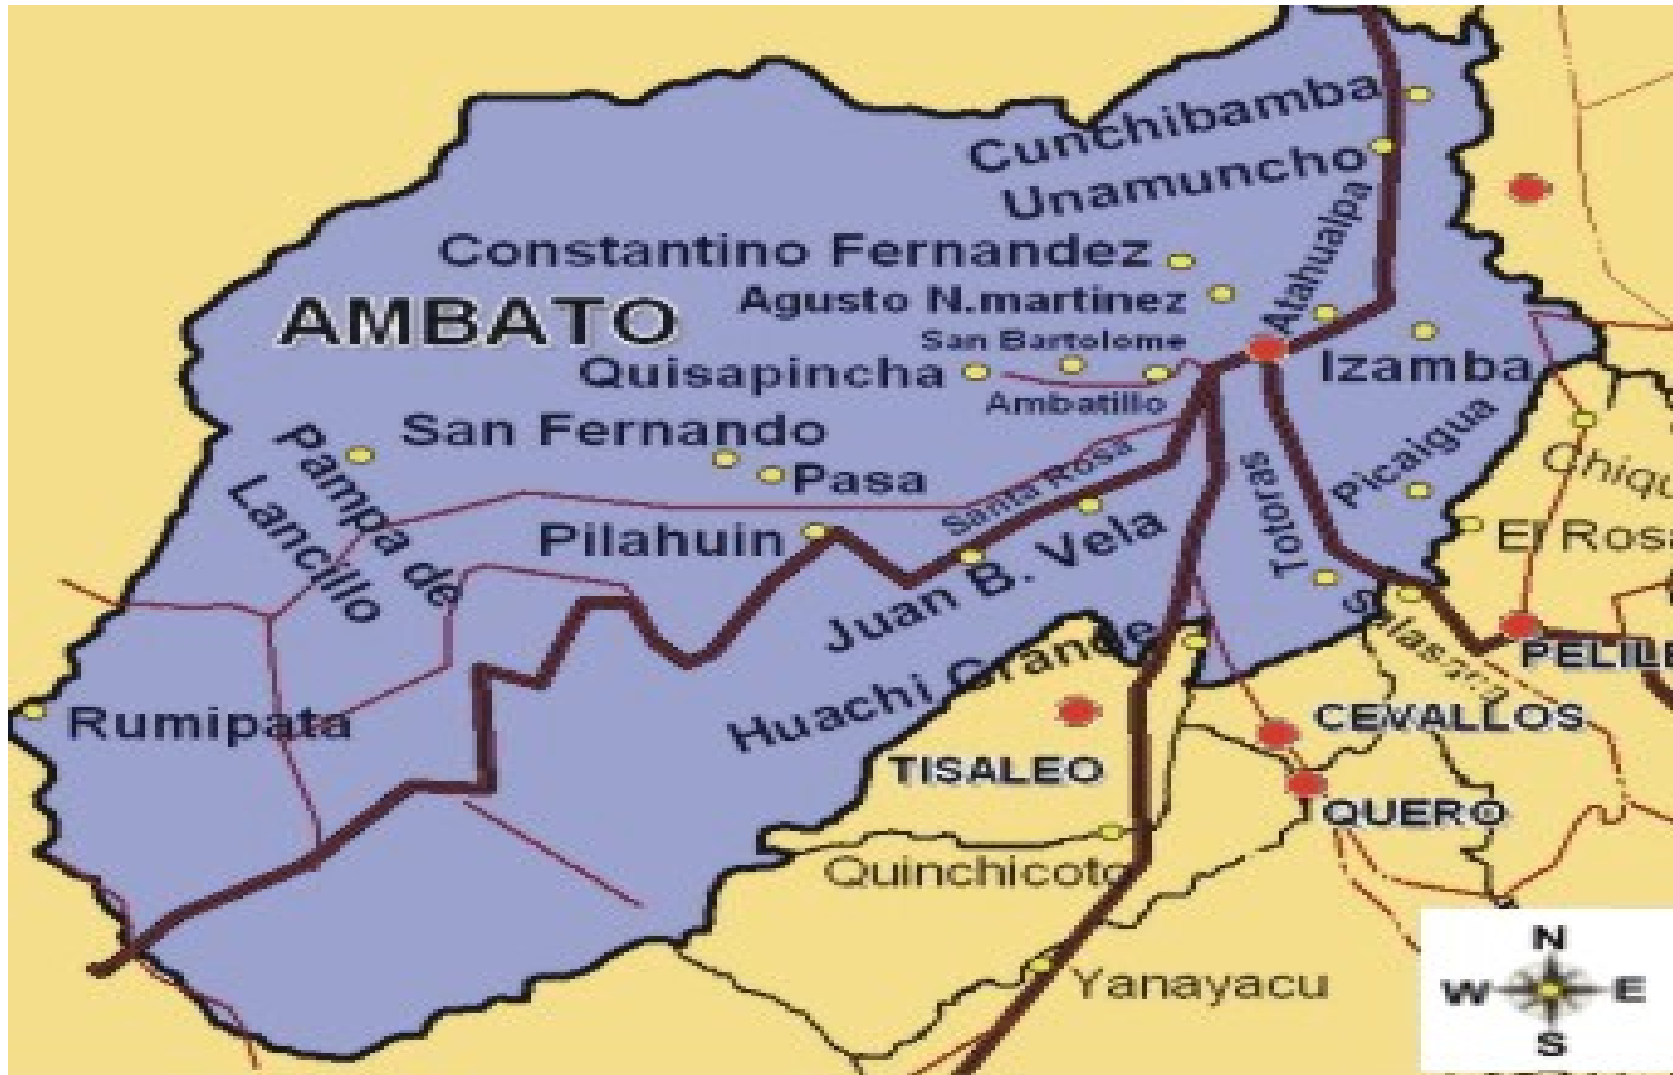 Cunchibamba
Unamuncho
Atahualpa
Constantino Fernandez
Agusto N.martinez
AMBATO
San Bartolome
Quisapincha
Izamba
Ambatillo
San Fernando
Picaigua
Pampa de
Lancillo
Pasa
Santa Rosa
Totoras
Chiqu
Pilahuin
El Rosa
Juan B. Vela
Huachi Grande
PELILE
Rumipata
CEVALLOS
TISALEO
QUERO
Quinchicoto
Yanayacu
N
W E
S